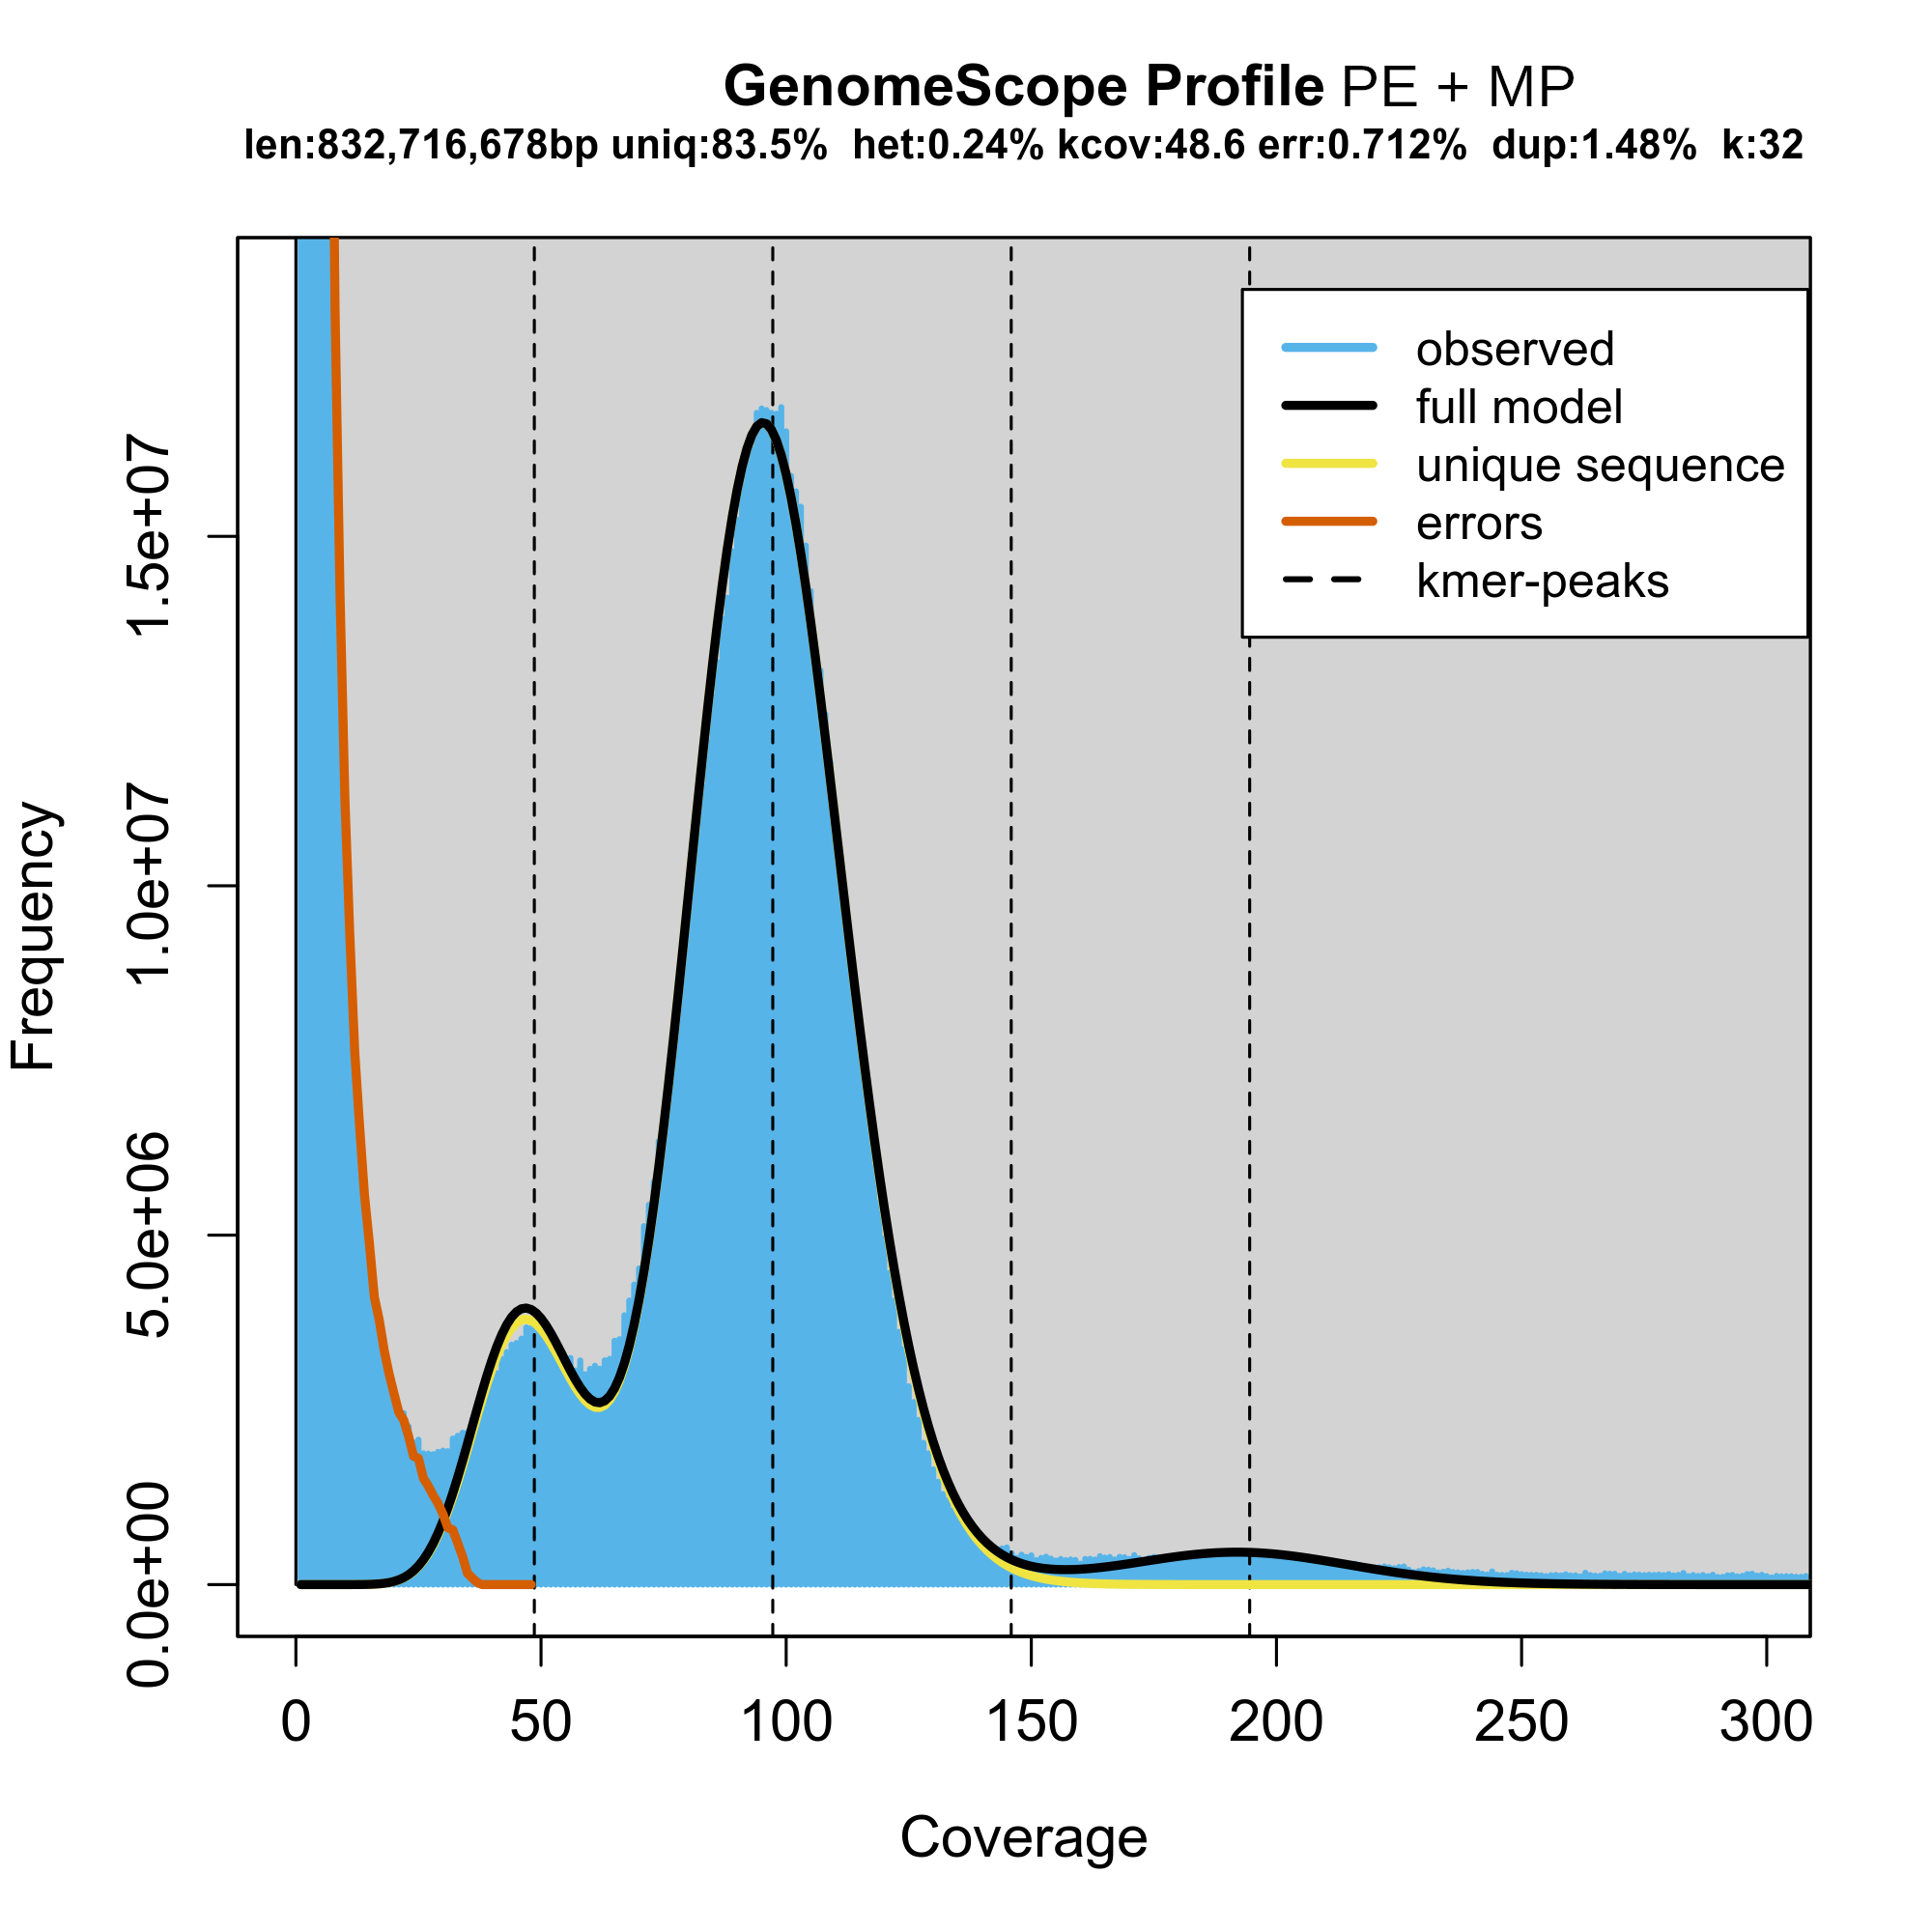 GenomeScope Profile PE + MP
len:832,716,678bp uniq:83.5% het:0.24% kcov:48.6 err:0.712% dup:1.48% k:32
observed
full model
unique sequence
errors
kmer-peaks
Frequency
1.5e+07
1.0e+07
5.0e+06
0.0e+00
0 50 100 150 200 250 300
Coverage